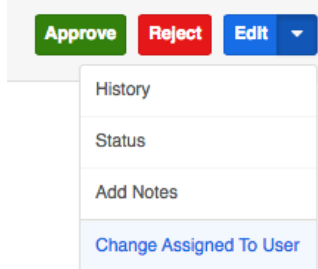 Approve Reject Edit
History
Status
Add Notes
Change Assigned To User